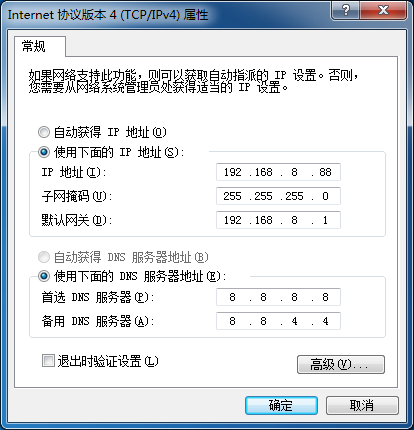 Internet 协议版本 4 (TCP/IPv4) 属性
常规
如果网络支持此功能，则可以获取自动指派的 IP 设置。否则，
您需要从网络系统管理员处获得适当的 IP 设置。
自动获得 IP 地址(O)
使用下面的 IP 地址(S):
IP 地址(I): 192 .168 . 8 . 88
子网掩码(U): 255 .255 .255 . 0
默认网关(D): 192 .168 . 8 . 1
自动获得 DNS 服务器地址(B)
使用下面的 DNS 服务器地址(E):
首选 DNS 服务器(P): 8 . 8 . 8 . 8
备用 DNS 服务器(A): 8 . 8 . 4 . 4
退出时验证设置(L)
高级(V)...
确定 取消